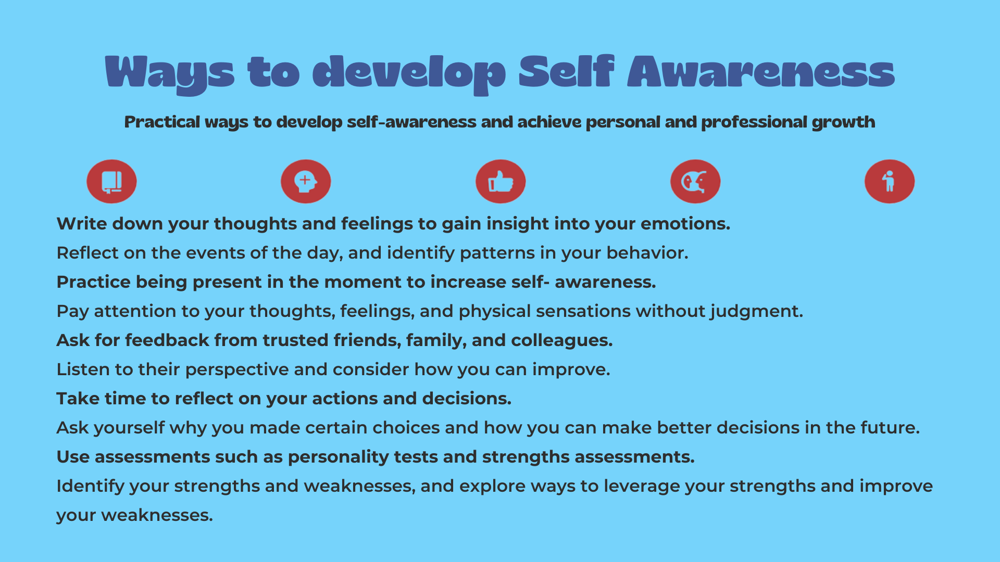 Ways to develop Self Awareness
Practical ways to develop self-awareness and achieve personal and professional growth
Write down your thoughts and feelings to gain insight into your emotions.
Reflect on the events of the day, and identify patterns in your behavior.
Practice being present in the moment to increase self- awareness.
Pay attention to your thoughts, feelings, and physical sensations without judgment.
Ask for feedback from trusted friends, family, and colleagues.
Listen to their perspective and consider how you can improve.
Take time to reflect on your actions and decisions.
Ask yourself why you made certain choices and how you can make better decisions in the future.
Use assessments such as personality tests and strengths assessments.
Identify your strengths and weaknesses, and explore ways to leverage your strengths and improve
your weaknesses.